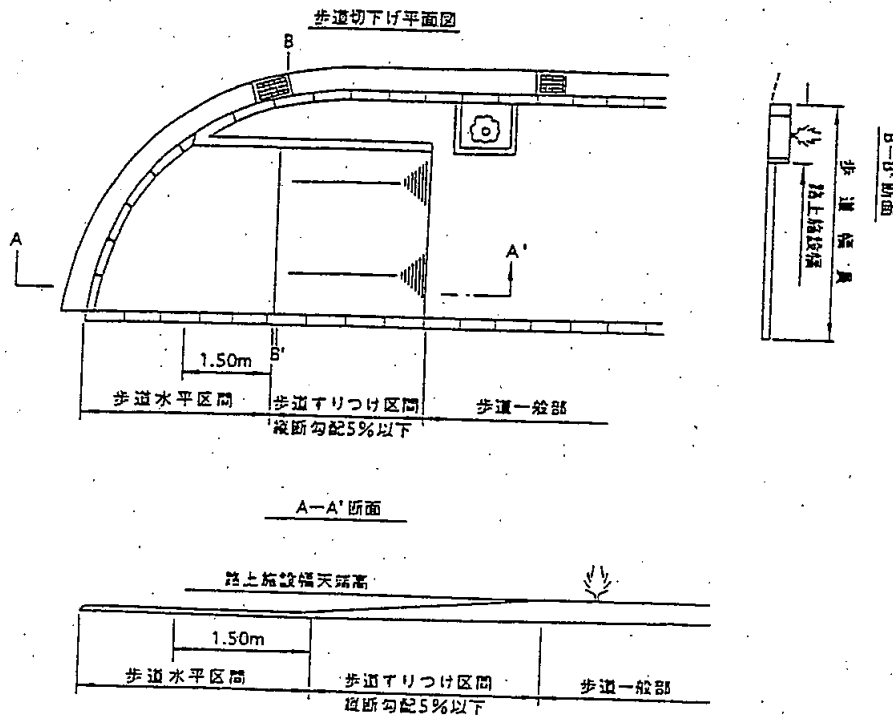 歩道切下げ平面図
B
A
A'
B'
1.50m
歩道水平区間
歩道すりつけ区間
縦断勾配5%以下
歩道一般部
B-B'断面
歩道幅員
路上施設幅
A-A'断面
路上施設幅天端高
1.50m
歩道水平区間
歩道すりつけ区間
縦断勾配5%以下
歩道一般部